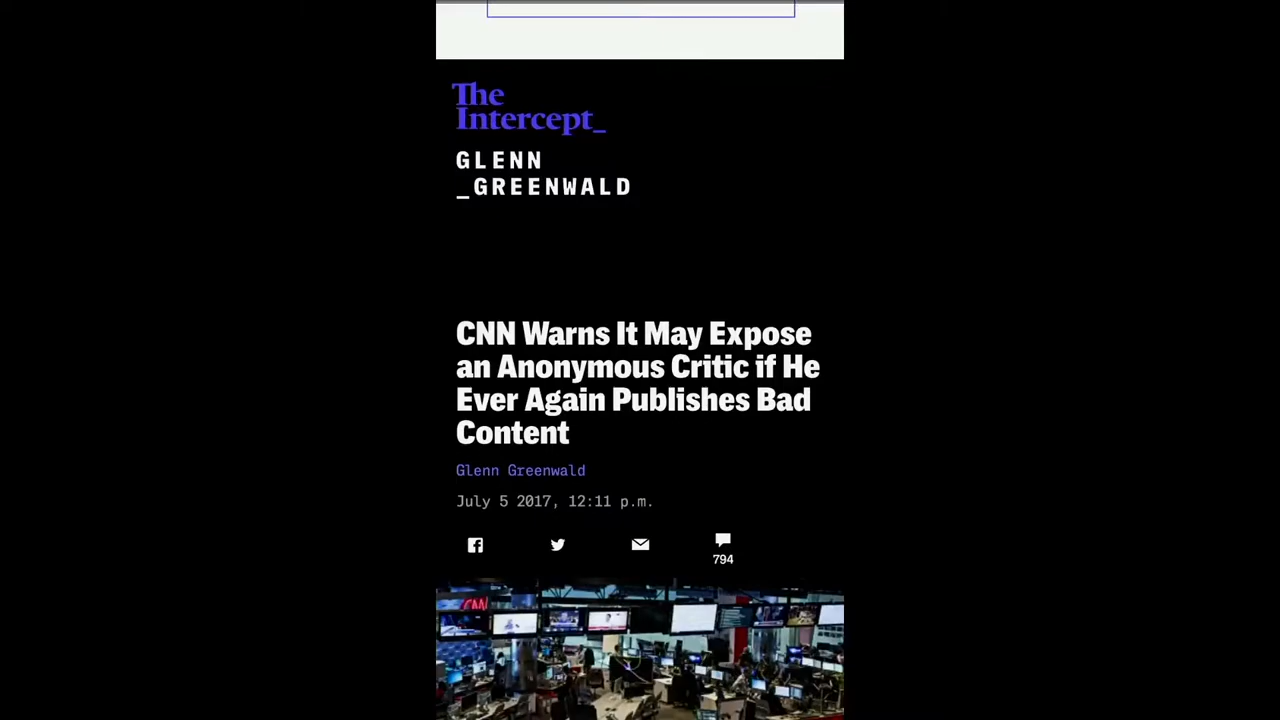 The
Intercept_
GLENN
_GREENWALD
CNN Warns It May Expose
an Anonymous Critic if He
Ever Again Publishes Bad
Content
Glenn Greenwald
July 5 2017, 12:11 p.m.
794
CNN